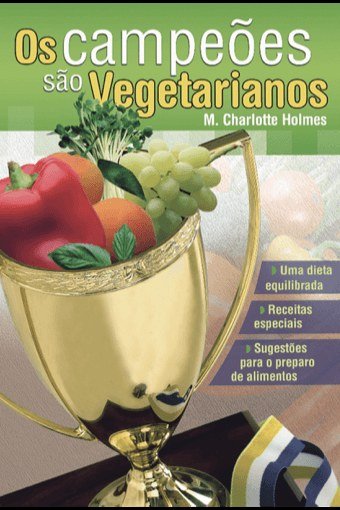 Os campeões
são Vegetarianos
M. Charlotte Holmes
Uma dieta
equilibrada
Receitas
especiais
Sugestões
para o preparo
de alimentos